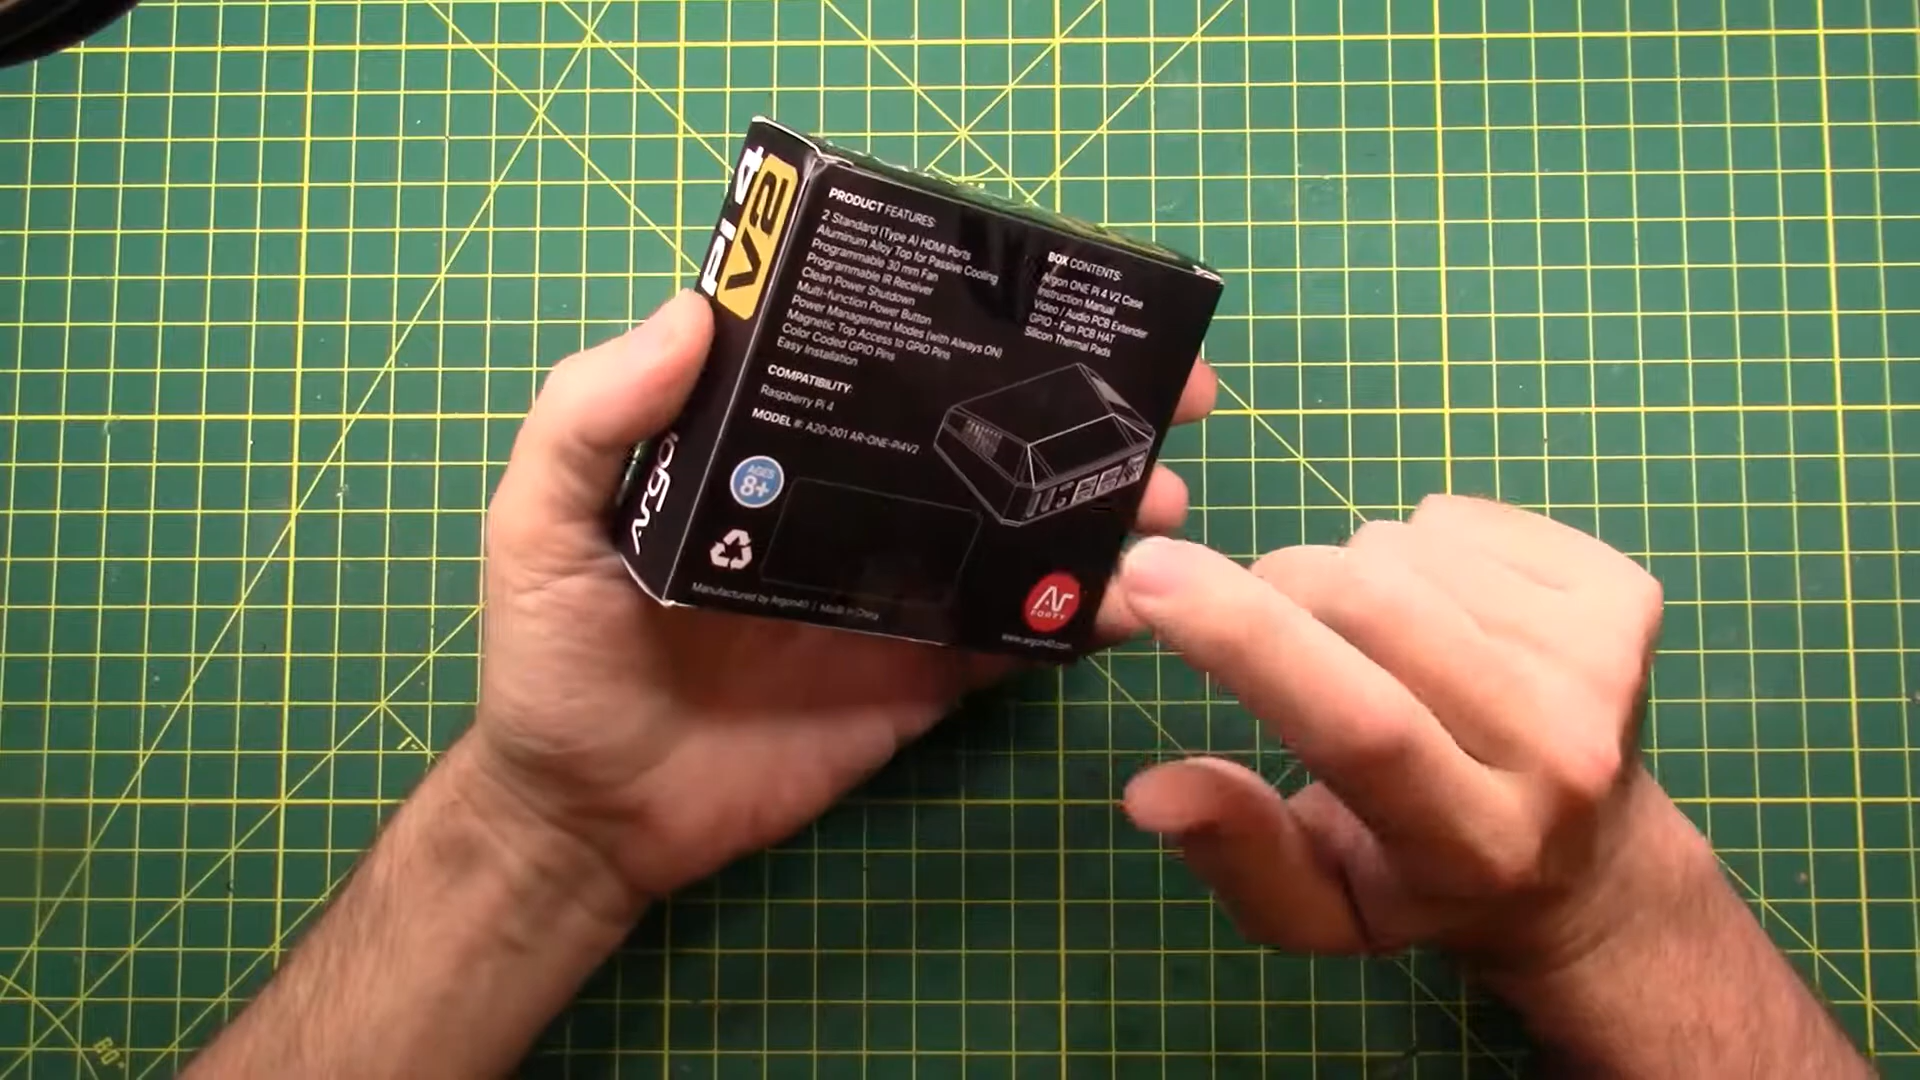 Pi 4
V2
Argon
PRODUCT FEATURES:
2 Standard (Type A) HDMI Ports
Aluminum Alloy Top for Passive Cooling
Programmable 30 mm Fan
Programmable IR Receiver
Clean Power Shutdown
Multi-function Power Button
Power Management Modes (with Always ON)
Magnetic Top Access to GPIO Pins
Color Coded GPIO Pins
Easy Installation
COMPATIBILITY:
Raspberry Pi 4
MODEL #: A20-001 AR-ONE-Pi4V2
BOX CONTENTS:
Argon ONE Pi 4 V2 Case
Instruction Manual
Video / Audio PCB Extender
GPIO - Fan PCB HAT
Silicon Thermal Pads
AGES
8+
Manufactured by Argon40 | Made in China
Ar
FORTY
www.argon40.com
1"
60°